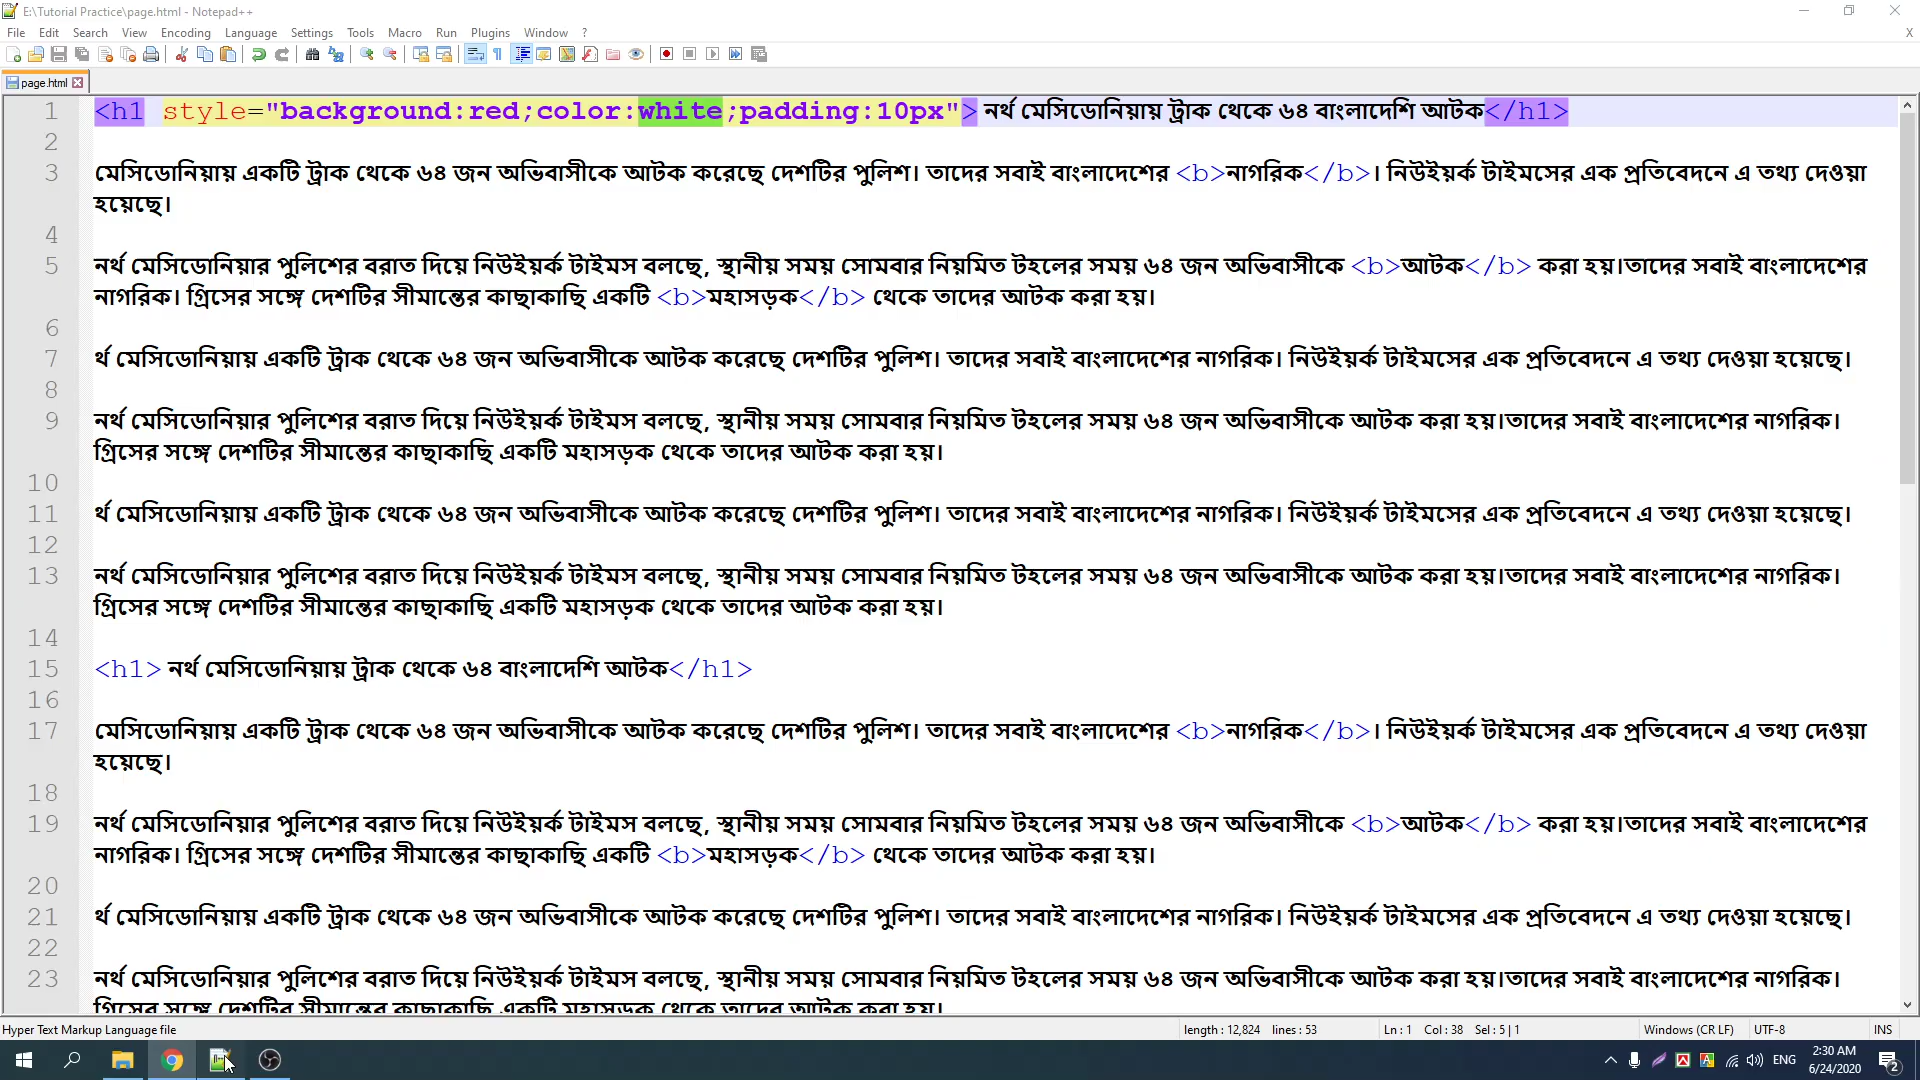 E:\Tutorial Practice\page.html - Notepad++
File Edit Search View Encoding Language Settings Tools Macro Run Plugins Window ? X
page.html
1 <h1 style="background:red;color:white;padding:10px"> নর্থ মেসিডোনিয়ায় ট্রাক থেকে ৬৪ বাংলাদেশি আটক</h1>
2
3 মেসিডোনিয়ায় একটি ট্রাক থেকে ৬৪ জন অভিবাসীকে আটক করেছে দেশটির পুলিশ। তাদের সবাই বাংলাদেশের <b>নাগরিক</b>। নিউইয়র্ক টাইমসের এক প্রতিবেদনে এ তথ্য দেওয়া
হয়েছে।
4
5 নর্থ মেসিডোনিয়ার পুলিশের বরাত দিয়ে নিউইয়র্ক টাইমস বলছে, স্থানীয় সময় সোমবার নিয়মিত টহলের সময় ৬৪ জন অভিবাসীকে <b>আটক</b> করা হয়।তাদের সবাই বাংলাদেশের
নাগরিক। গ্রিসের সঙ্গে দেশটির সীমান্তের কাছাকাছি একটি <b>মহাসড়ক</b> থেকে তাদের আটক করা হয়।
6
7 র্থ মেসিডোনিয়ায় একটি ট্রাক থেকে ৬৪ জন অভিবাসীকে আটক করেছে দেশটির পুলিশ। তাদের সবাই বাংলাদেশের নাগরিক। নিউইয়র্ক টাইমসের এক প্রতিবেদনে এ তথ্য দেওয়া হয়েছে।
8
9 নর্থ মেসিডোনিয়ার পুলিশের বরাত দিয়ে নিউইয়র্ক টাইমস বলছে, স্থানীয় সময় সোমবার নিয়মিত টহলের সময় ৬৪ জন অভিবাসীকে আটক করা হয়।তাদের সবাই বাংলাদেশের নাগরিক।
গ্রিসের সঙ্গে দেশটির সীমান্তের কাছাকাছি একটি মহাসড়ক থেকে তাদের আটক করা হয়।
10
11 র্থ মেসিডোনিয়ায় একটি ট্রাক থেকে ৬৪ জন অভিবাসীকে আটক করেছে দেশটির পুলিশ। তাদের সবাই বাংলাদেশের নাগরিক। নিউইয়র্ক টাইমসের এক প্রতিবেদনে এ তথ্য দেওয়া হয়েছে।
12
13 নর্থ মেসিডোনিয়ার পুলিশের বরাত দিয়ে নিউইয়র্ক টাইমস বলছে, স্থানীয় সময় সোমবার নিয়মিত টহলের সময় ৬৪ জন অভিবাসীকে আটক করা হয়।তাদের সবাই বাংলাদেশের নাগরিক।
গ্রিসের সঙ্গে দেশটির সীমান্তের কাছাকাছি একটি মহাসড়ক থেকে তাদের আটক করা হয়।
14
15 <h1> নর্থ মেসিডোনিয়ায় ট্রাক থেকে ৬৪ বাংলাদেশি আটক</h1>
16
17 মেসিডোনিয়ায় একটি ট্রাক থেকে ৬৪ জন অভিবাসীকে আটক করেছে দেশটির পুলিশ। তাদের সবাই বাংলাদেশের <b>নাগরিক</b>। নিউইয়র্ক টাইমসের এক প্রতিবেদনে এ তথ্য দেওয়া
হয়েছে।
18
19 নর্থ মেসিডোনিয়ার পুলিশের বরাত দিয়ে নিউইয়র্ক টাইমস বলছে, স্থানীয় সময় সোমবার নিয়মিত টহলের সময় ৬৪ জন অভিবাসীকে <b>আটক</b> করা হয়।তাদের সবাই বাংলাদেশের
নাগরিক। গ্রিসের সঙ্গে দেশটির সীমান্তের কাছাকাছি একটি <b>মহাসড়ক</b> থেকে তাদের আটক করা হয়।
20
21 র্থ মেসিডোনিয়ায় একটি ট্রাক থেকে ৬৪ জন অভিবাসীকে আটক করেছে দেশটির পুলিশ। তাদের সবাই বাংলাদেশের নাগরিক। নিউইয়র্ক টাইমসের এক প্রতিবেদনে এ তথ্য দেওয়া হয়েছে।
22
23 নর্থ মেসিডোনিয়ার পুলিশের বরাত দিয়ে নিউইয়র্ক টাইমস বলছে, স্থানীয় সময় সোমবার নিয়মিত টহলের সময় ৬৪ জন অভিবাসীকে আটক করা হয়।তাদের সবাই বাংলাদেশের নাগরিক।
গ্রিসের সঙ্গে দেশটির সীমান্তের কাছাকাছি একটি মহাসড়ক থেকে তাদের আটক করা হয়।
Hyper Text Markup Language file length : 12,824 lines : 53 Ln : 1 Col : 38 Sel : 5 | 1 Windows (CR LF) UTF-8 INS
ENG 2:30 AM 2
6/24/2020